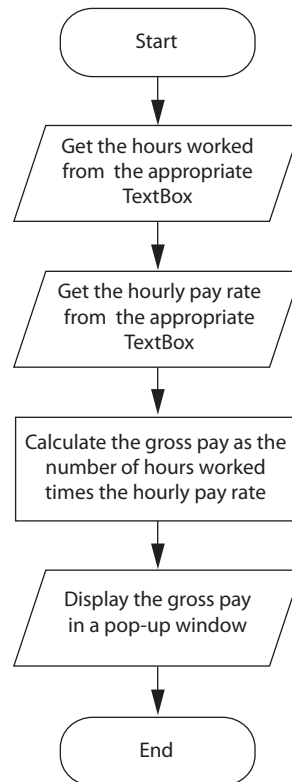 Start
Get the hours worked
from the appropriate
TextBox
Get the hourly pay rate
from the appropriate
TextBox
Calculate the gross pay as the
number of hours worked
times the hourly pay rate
Display the gross pay
in a pop-up window
End